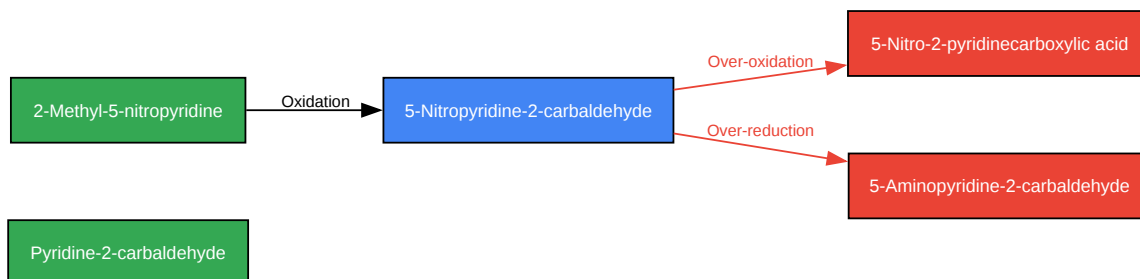 5-Nitro-2-pyridinecarboxylic acid
Over-oxidation
2-Methyl-5-nitropyridine
Oxidation
5-Nitropyridine-2-carbaldehyde
Over-reduction
5-Aminopyridine-2-carbaldehyde
Pyridine-2-carbaldehyde